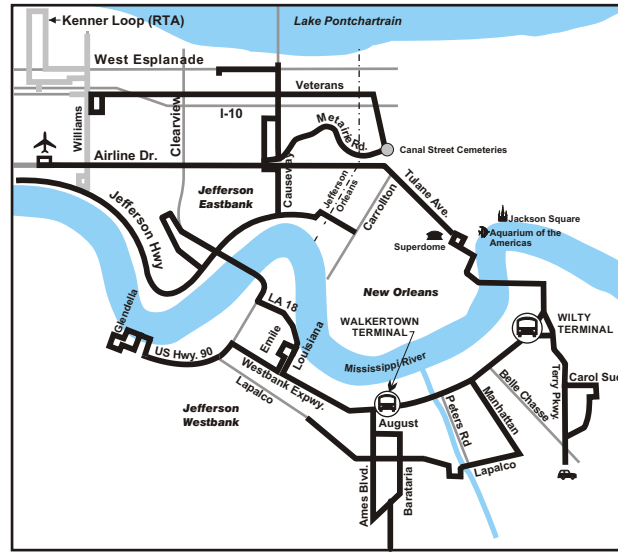 Kenner Loop (RTA)
Lake Pontchartrain
West Esplanade
Veterans
I-10
Williams
Clearview
Metairie Rd.
Canal Street Cemeteries
Airline Dr.
Causeway
Jefferson
Orleans
Carrollton
Tulane Ave.
Jefferson
Eastbank
Jefferson Hwy
Jackson Square
Aquarium of the
Americas
Superdome
New Orleans
LA 18
Glendella
WALKERTOWN
TERMINAL
WILTY
TERMINAL
US Hwy. 90
Emile
Louisiana
Mississippi River
Westbank Expwy.
Lapalco
Jefferson
Westbank
August
Peters Rd
Manhattan
Belle Chasse
Terry Pkwy.
Carol Sue
Lapalco
Ames Blvd.
Barataria